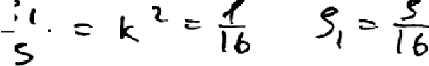 = k² = 1/16 S₁ = S/16